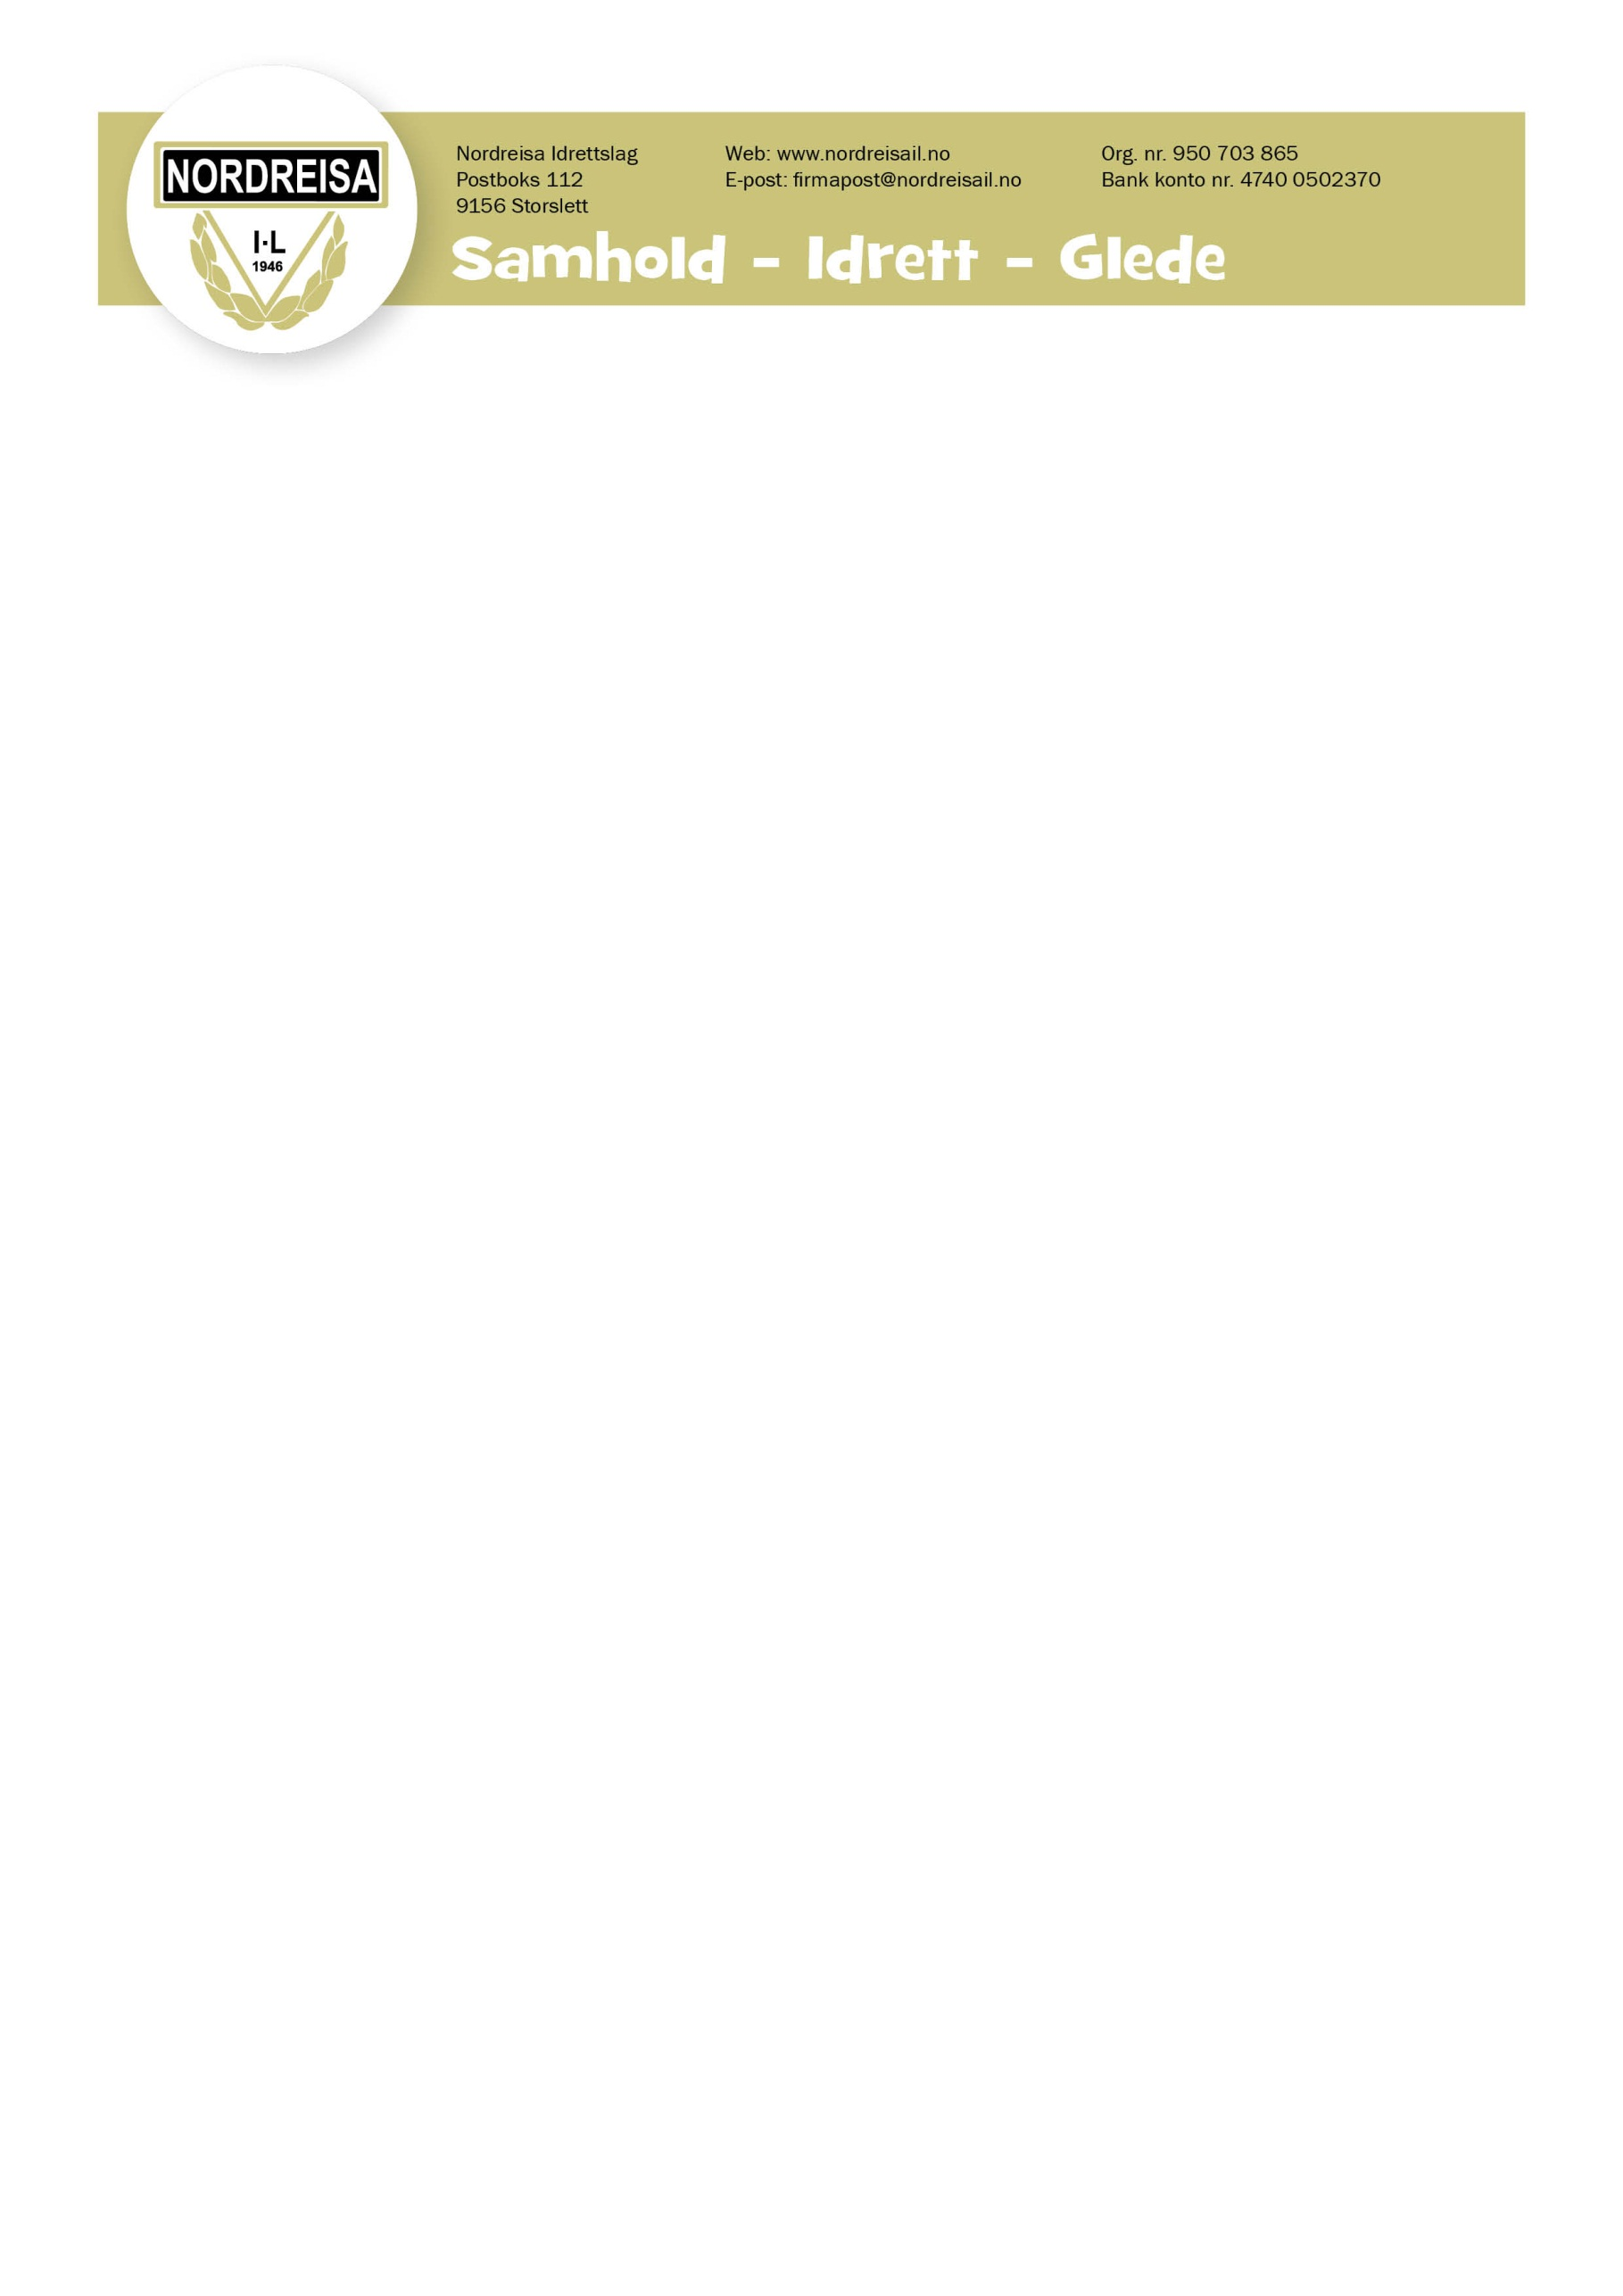 NORDREISA
I·L
1946
Nordreisa Idrettslag
Postboks 112
9156 Storslett
Web: www.nordreisail.no
E-post: firmapost@nordreisail.no
Org. nr. 950 703 865
Bank konto nr. 4740 0502370
Samhold - Idrett - Glede